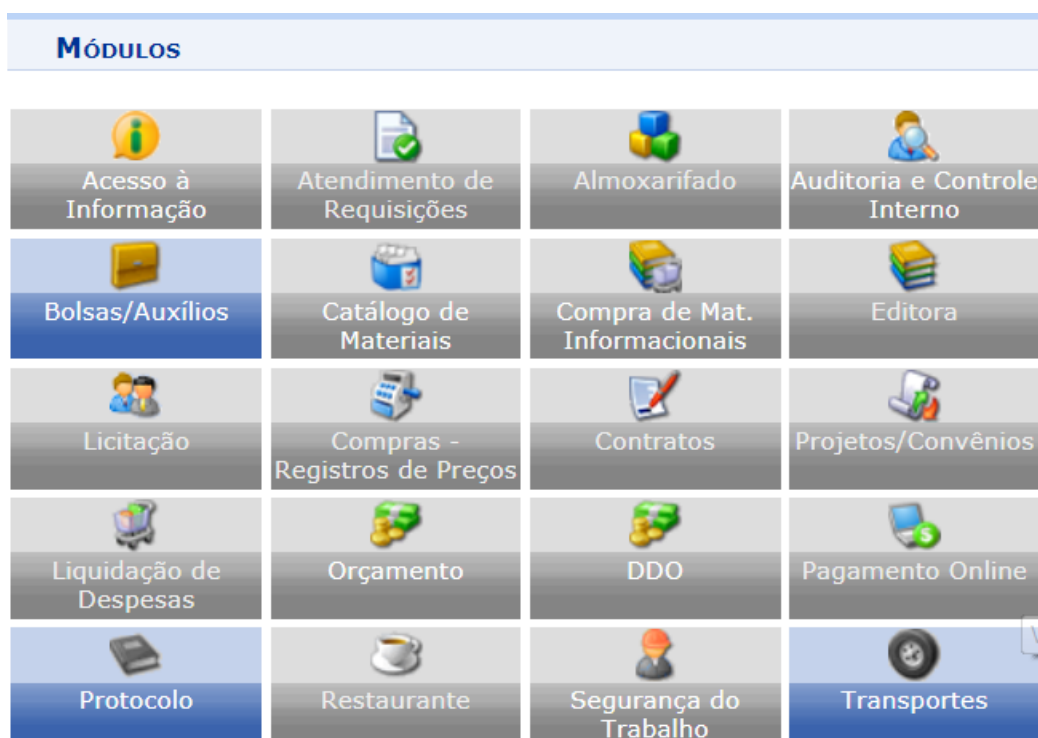 Módulos
Acesso à
Informação
Atendimento de
Requisições
Almoxarifado
Auditoria e Controle
Interno
Bolsas/Auxílios
Catálogo de
Materiais
Compra de Mat.
Informacionais
Editora
Licitação
Compras -
Registros de Preços
Contratos
Projetos/Convênios
Liquidação de
Despesas
Orçamento
DDO
Pagamento Online
Protocolo
Restaurante
Segurança do
Trabalho
Transportes